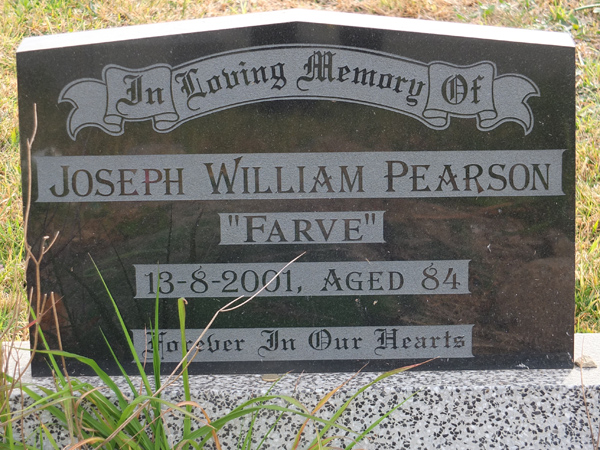 In Loving Memory Of
JOSEPH WILLIAM PEARSON
"FARVE"
13-8-2001, AGED 84
Forever In Our Hearts